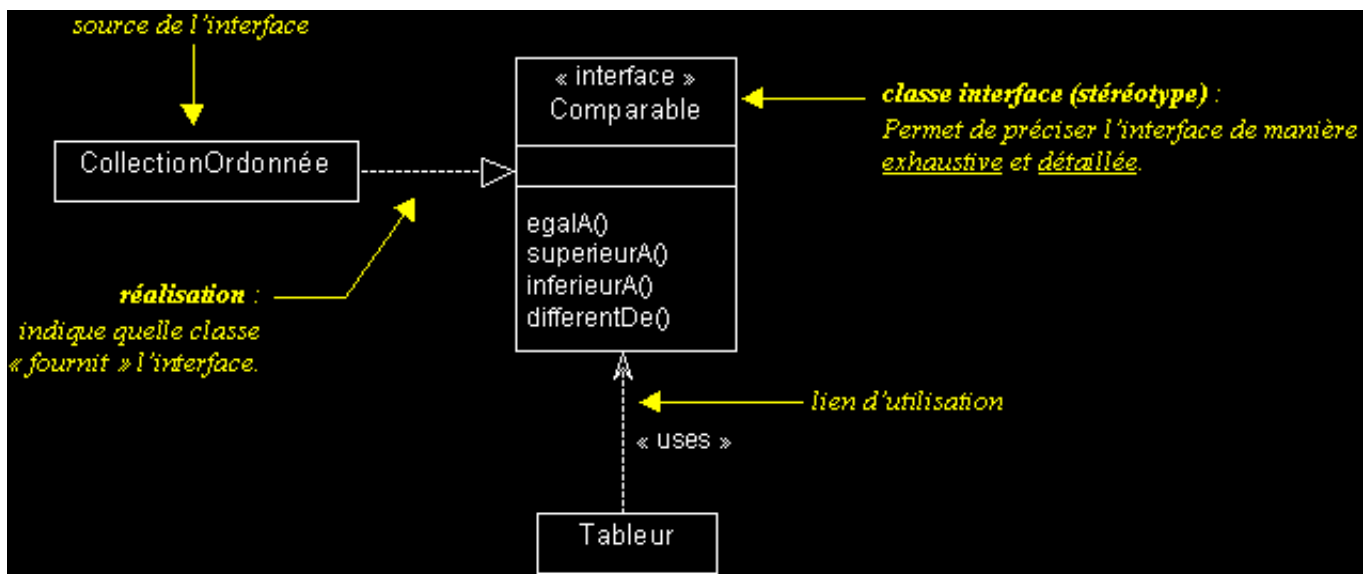 source de l'interface
« interface »
Comparable
classe interface (stéréotype) :
Permet de préciser l'interface de manière
exhaustive et détaillée.
CollectionOrdonnée
egalA()
superieurA()
inferieurA()
differentDe()
réalisation :
indique quelle classe
« fournit » l'interface.
lien d'utilisation
« uses »
Tableur